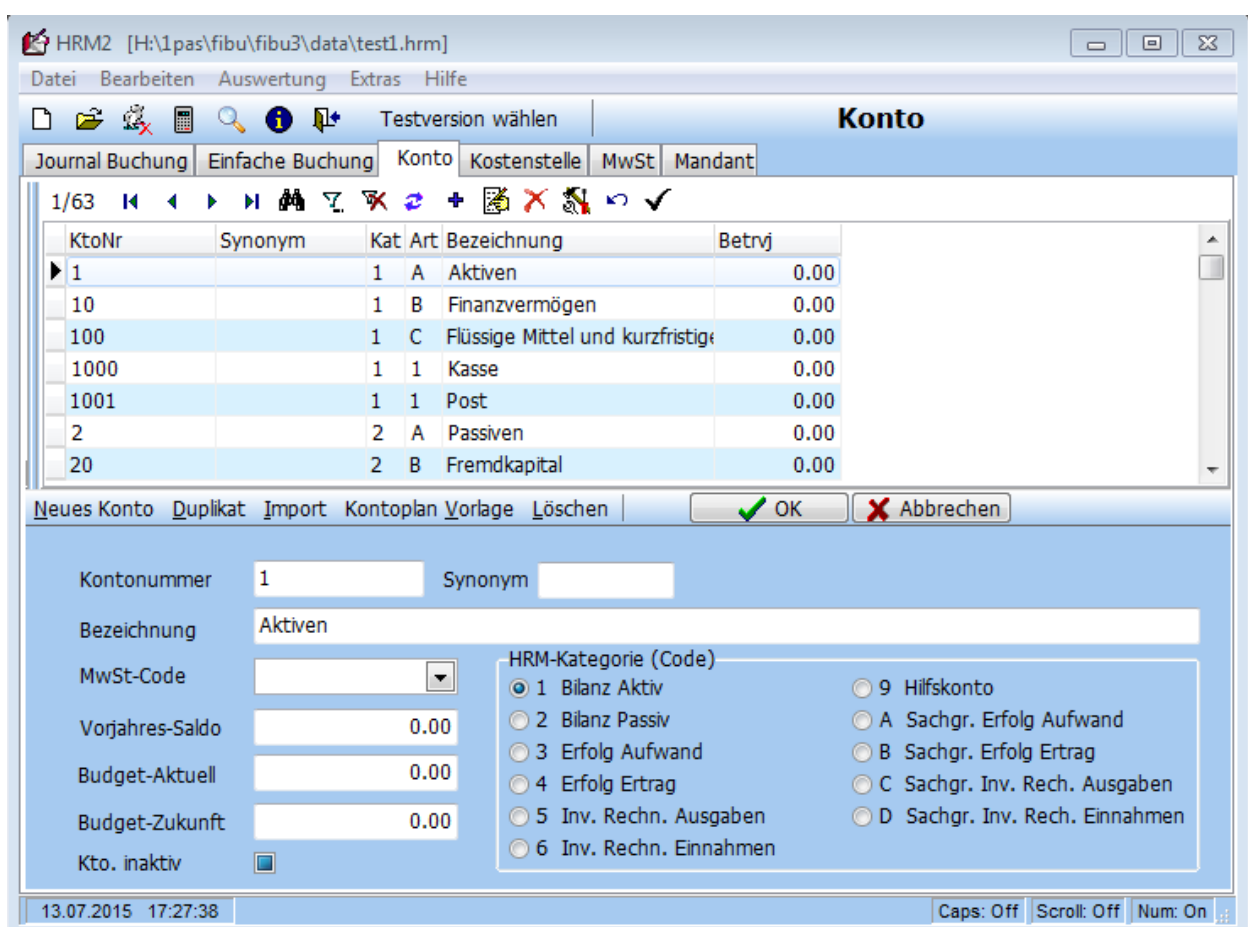 HRM2 [H:\1pas\fibu\fibu3\data\test1.hrm]
Datei Bearbeiten Auswertung Extras Hilfe
Testversion wählen Konto
Journal Buchung Einfache Buchung Konto Kostenstelle MwSt Mandant
1/63
KtoNr Synonym Kat Art Bezeichnung Betrvj
1 1 A Aktiven 0.00
10 1 B Finanzvermögen 0.00
100 1 C Flüssige Mittel und kurzfristige 0.00
1000 1 1 Kasse 0.00
1001 1 1 Post 0.00
2 2 A Passiven 0.00
20 2 B Fremdkapital 0.00
Neues Konto Duplikat Import Kontoplan Vorlage Löschen OK Abbrechen
Kontonummer 1 Synonym
Bezeichnung Aktiven
HRM-Kategorie (Code)
MwSt-Code 1 Bilanz Aktiv 9 Hilfskonto
Vorjahres-Saldo 0.00 2 Bilanz Passiv A Sachgr. Erfolg Aufwand
3 Erfolg Aufwand B Sachgr. Erfolg Ertrag
Budget-Aktuell 0.00 4 Erfolg Ertrag C Sachgr. Inv. Rech. Ausgaben
Budget-Zukunft 0.00 5 Inv. Rechn. Ausgaben D Sachgr. Inv. Rech. Einnahmen
Kto. inaktiv 6 Inv. Rechn. Einnahmen
13.07.2015 17:27:38 Caps: Off Scroll: Off Num: On